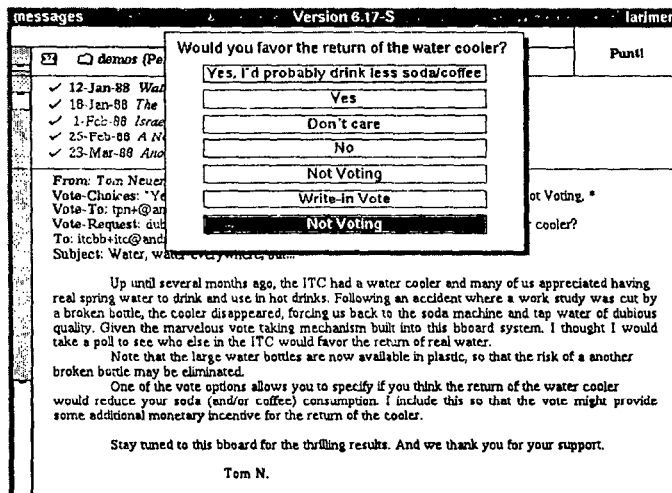 messages Version 6.17-S larimer
demos (Pe
Punt!
Would you favor the return of the water cooler?
Yes, I'd probably drink less soda/coffee
Yes
Don't care
No
Not Voting
Write-in Vote
Not Voting
12-Jan-88 Wat
18-Jan-88 The
1-Feb-88 Israe
25-Feb-88 A Ne
23-Mar-88 Ano
From: Tom Neuen
Vote-Choices: "Ye ot Voting, *
Vote-To: tpn+@an
Vote-Request: dub cooler?
To: itcbb+itc@and
Subject: Water, water everywhere, but...
Up until several months ago, the ITC had a water cooler and many of us appreciated having
real spring water to drink and use in hot drinks. Following an accident where a work study was cut by
a broken bottle, the cooler disappeared, forcing us back to the soda machine and tap water of dubious
quality. Given the marvelous vote taking mechanism built into this bboard system. I thought I would
take a poll to see who else in the ITC would favor the return of real water.
Note that the large water bottles are now available in plastic, so that the risk of a another
broken bottle may be eliminated.
One of the vote options allows you to specify if you think the return of the water cooler
would reduce your soda (and/or coffee) consumption. I include this so that the vote might provide
some additional monetary incentive for the return of the cooler.
Stay tuned to this bboard for the thrilling results. And we thank you for your support.
Tom N.